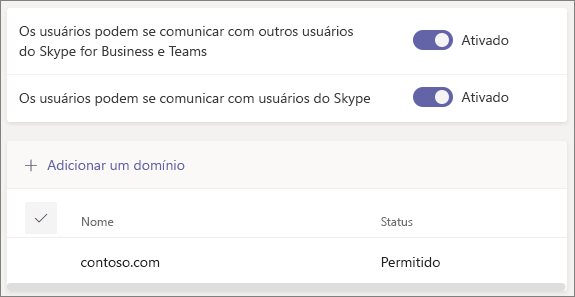 Os usuários podem se comunicar com outros usuários
do Skype for Business e Teams
Ativado
Os usuários podem se comunicar com usuários do Skype
Ativado
Adicionar um domínio
Nome Status
contoso.com Permitido